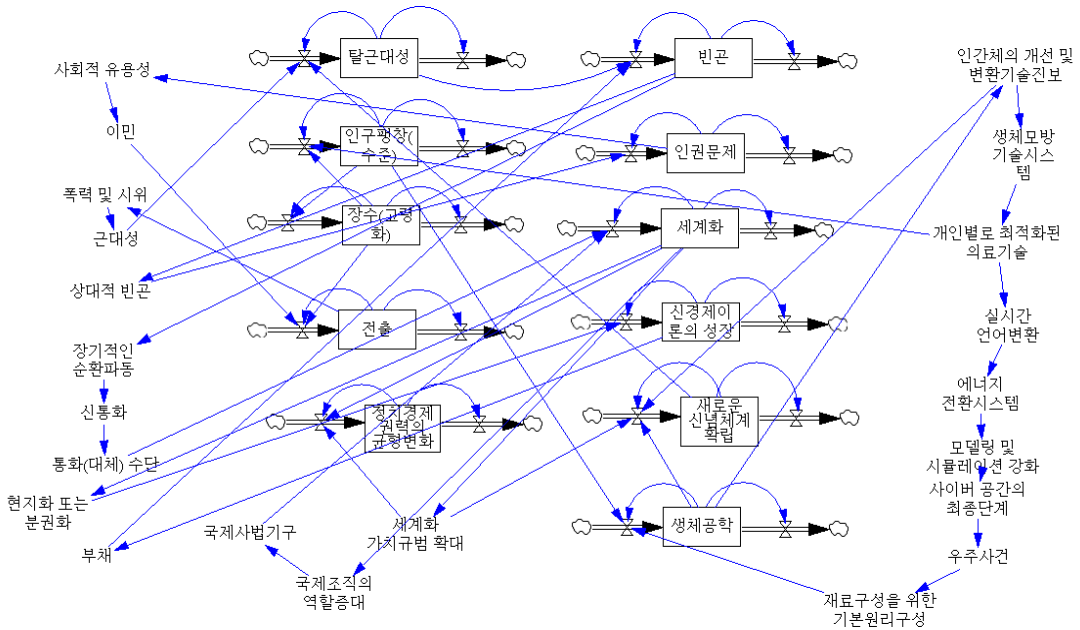 탈근대성
빈곤
사회적 유용성
인간체의 개선 및
변환기술진보
이민
인구팽창(
수준)
인권문제
생체모방
기술시스
템
폭력 및 시위
근대성
장수(고령
화)
세계화
개인별로 최적화된
의료기술
상대적 빈곤
전출
신경제이
론의 성장
실시간
언어변환
장기적인
순환파동
에너지
전환시스템
신통화
정치경제
권력의
균형변화
새로운
신념체계
확립
통화(대체) 수단
모델링 및
시뮬레이션 강화
현지화 또는
분권화
사이버 공간의
최종단계
국제사법기구
세계화
가치규범 확대
생체공학
부채
우주사건
국제조직의
역할증대
재료구성을 위한
기본원리구성